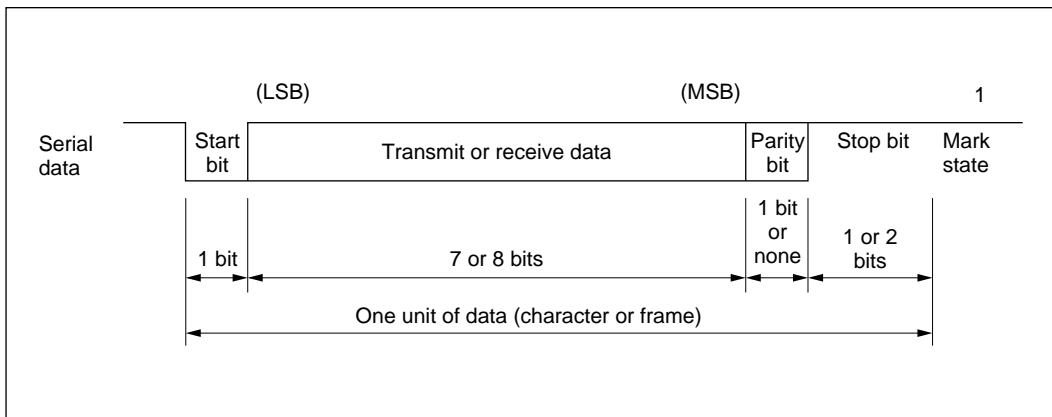 (LSB)
(MSB)
1
Serial
data
Start
bit
Transmit or receive data
Parity
bit
Stop bit
Mark
state
1 bit
7 or 8 bits
1 bit
or
none
1 or 2
bits
One unit of data (character or frame)